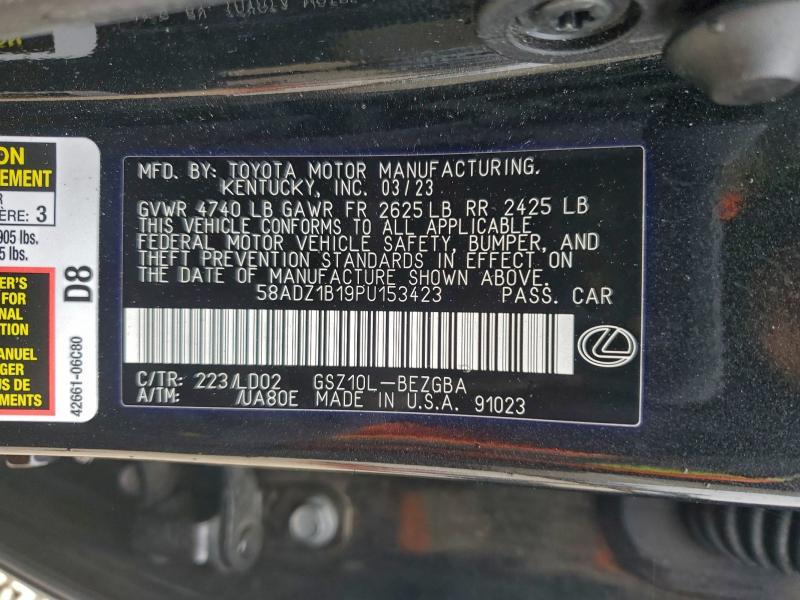 MFD. BY: TOYOTA MOTOR MANUFACTURING.
KENTUCKY, INC. 03/23
GVWR 4740 LB GAWR FR 2625 LB RR 2425 LB
THIS VEHICLE CONFORMS TO ALL APPLICABLE
FEDERAL MOTOR VEHICLE SAFETY, BUMPER, AND
THEFT PREVENTION STANDARDS IN EFFECT ON
THE DATE OF MANUFACTURE SHOWN ABOVE.
58ADZ1B19PU153423 PASS. CAR
C/TR: 223/LD02 GSZ10L-BEZGBA
A/TM: /UA80E MADE IN U.S.A. 91023
ON
EMENT
R
ÈRE: 3
905 lbs.
5 lbs.
D8
42661-06C80
ER'S
FOR
NAL
TION
ANUEL
GER
US DE
MENTS